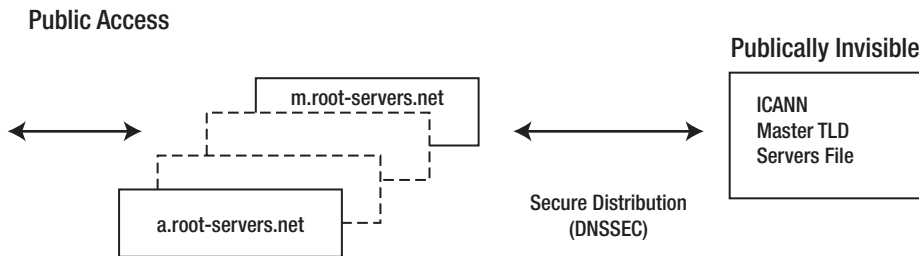 Public Access
Publically Invisible
m.root-servers.net
a.root-servers.net
Secure Distribution
(DNSSEC)
ICANN
Master TLD
Servers File